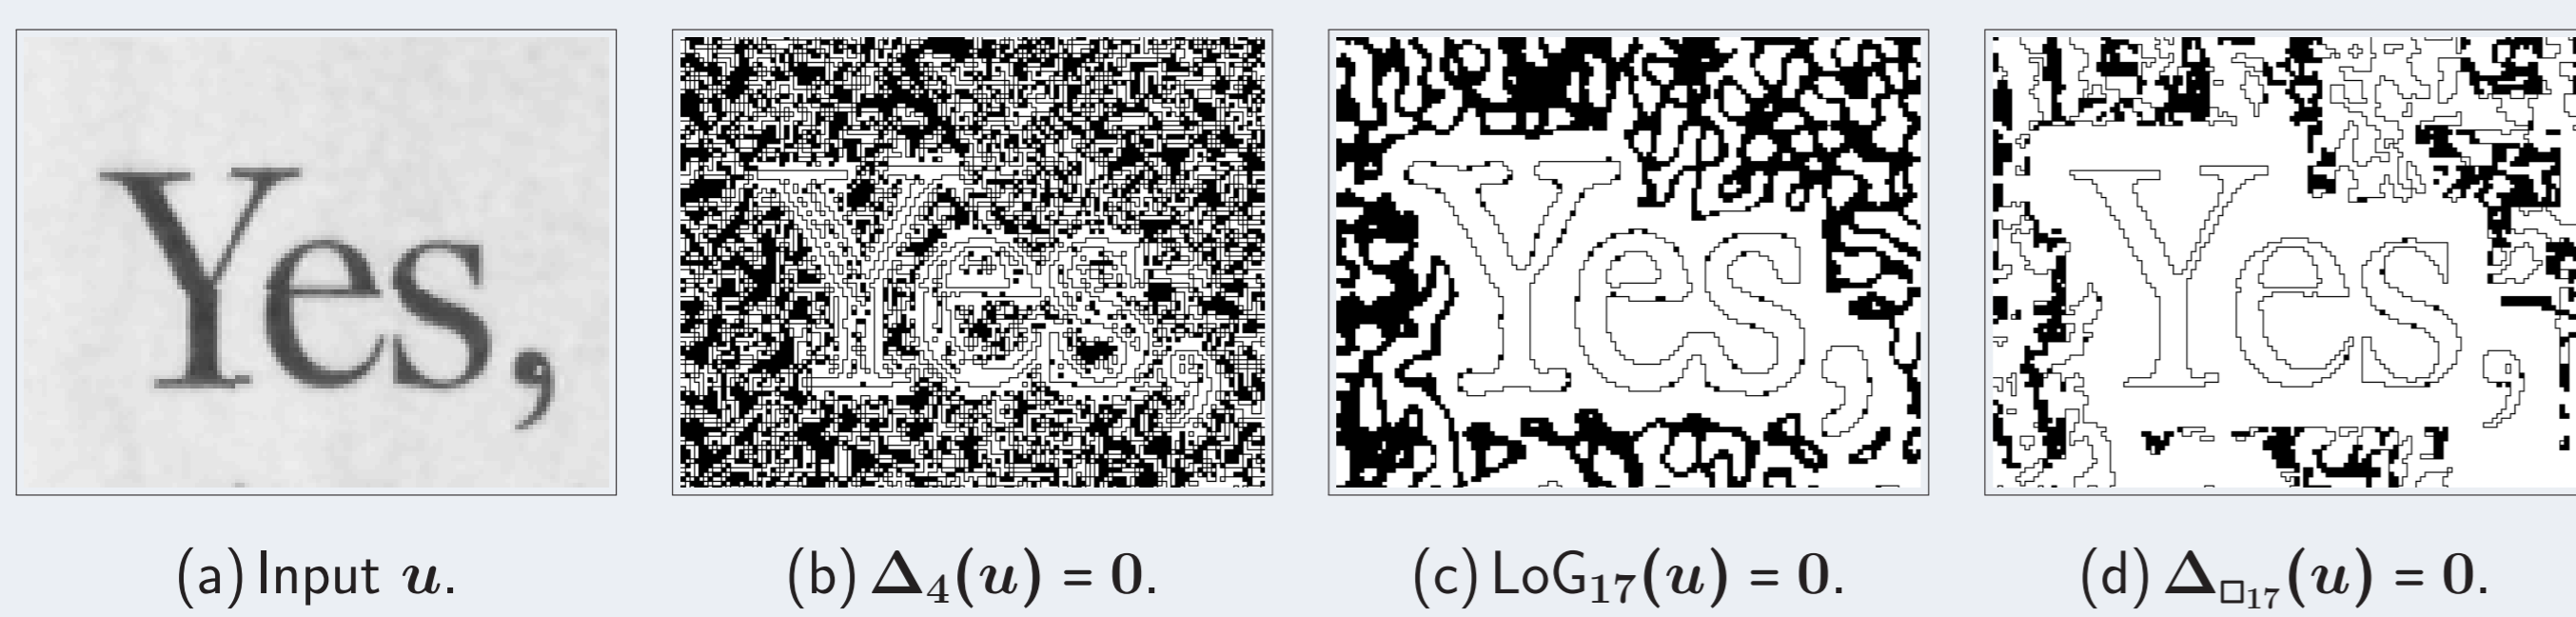 Yes, Yes, Yes, Yes,
(a) Input u. (b) Δ₄(u) = 0. (c) LoG₁₇(u) = 0. (d) Δ□₁₇(u) = 0.